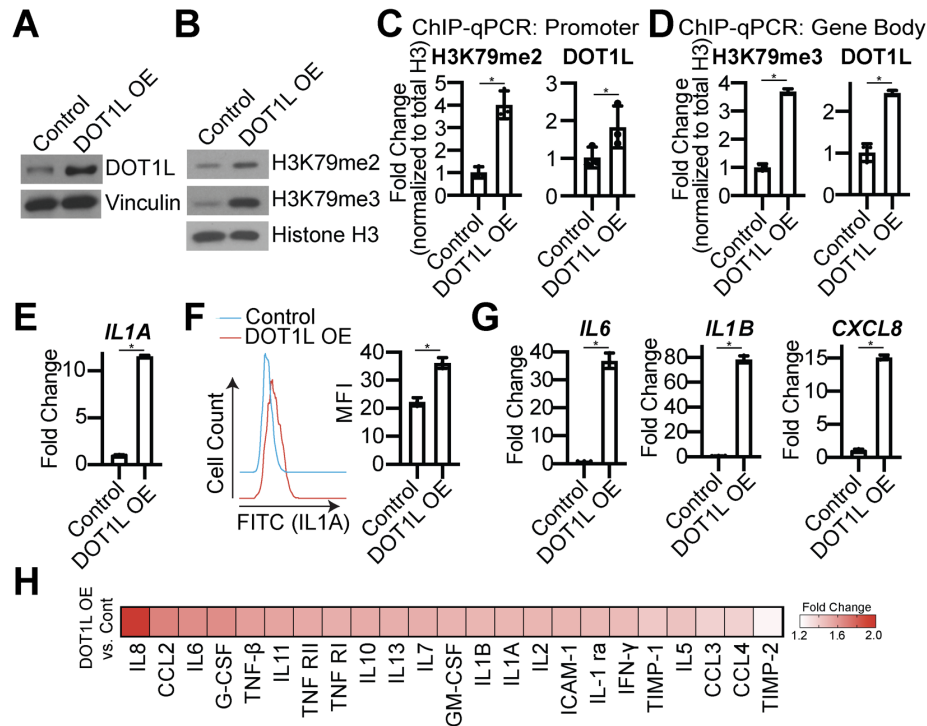 A
Control
DOT1L OE
DOT1L
Vinculin
B
Control
DOT1L OE
H3K79me2
H3K79me3
Histone H3
C
ChIP-qPCR: Promoter
H3K79me2
DOT1L
Fold Change
(normalized to total H3)
5
4
3
2
1
0
*
Control
DOT1L OE
3
2
1
0
*
Control
DOT1L OE
D
ChIP-qPCR: Gene Body
H3K79me3
DOT1L
Fold Change
(normalized to total H3)
4
3
2
1
0
*
Control
DOT1L OE
2
1
0
*
Control
DOT1L OE
E
IL1A
Fold Change
10
5
0
*
Control
DOT1L OE
F
Control
DOT1L OE
Cell Count
FITC (IL1A)
MFI
40
30
20
10
0
*
Control
DOT1L OE
G
IL6
Fold Change
40
30
20
10
0
*
Control
DOT1L OE
IL1B
Fold Change
80
60
40
20
0
*
Control
DOT1L OE
CXCL8
Fold Change
15
10
5
0
*
Control
DOT1L OE
H
DOT1L OE
vs. Cont
IL8
CCL2
IL6
G-CSF
TNF-β
IL11
TNF RII
TNF RI
IL10
IL13
IL7
GM-CSF
IL1B
IL1A
IL2
ICAM-1
IL-1 ra
IFN-γ
TIMP-1
IL5
CCL3
CCL4
TIMP-2
Fold Change
1.2 1.6 2.0